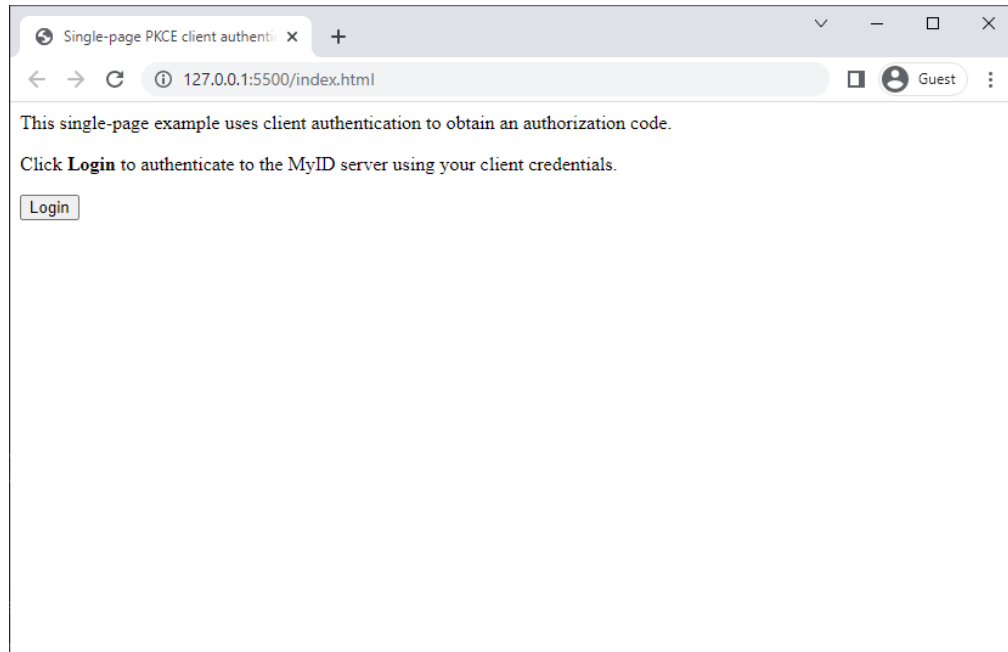 Single-page PKCE client authenti
127.0.0.1:5500/index.html
Guest
This single-page example uses client authentication to obtain an authorization code.
Click Login to authenticate to the MyID server using your client credentials.
Login